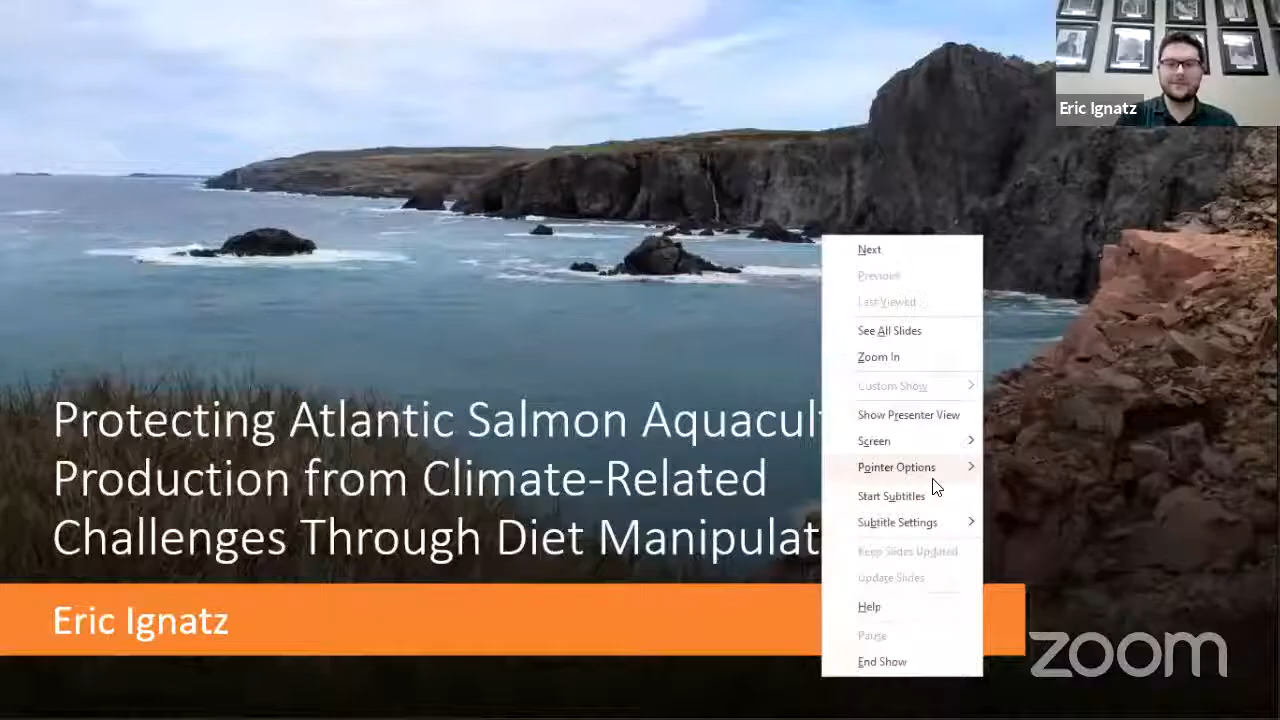 Eric Ignatz
Next
Previous
Last Viewed
See All Slides
Zoom In
Custom Show
Show Presenter View
Screen
Pointer Options
Start Subtitles
Subtitle Settings
Keep Slides Updated
Update Slides
Help
Pause
End Show
Protecting Atlantic Salmon Aquacult
Production from Climate-Related
Challenges Through Diet Manipulat
Eric Ignatz
zoom